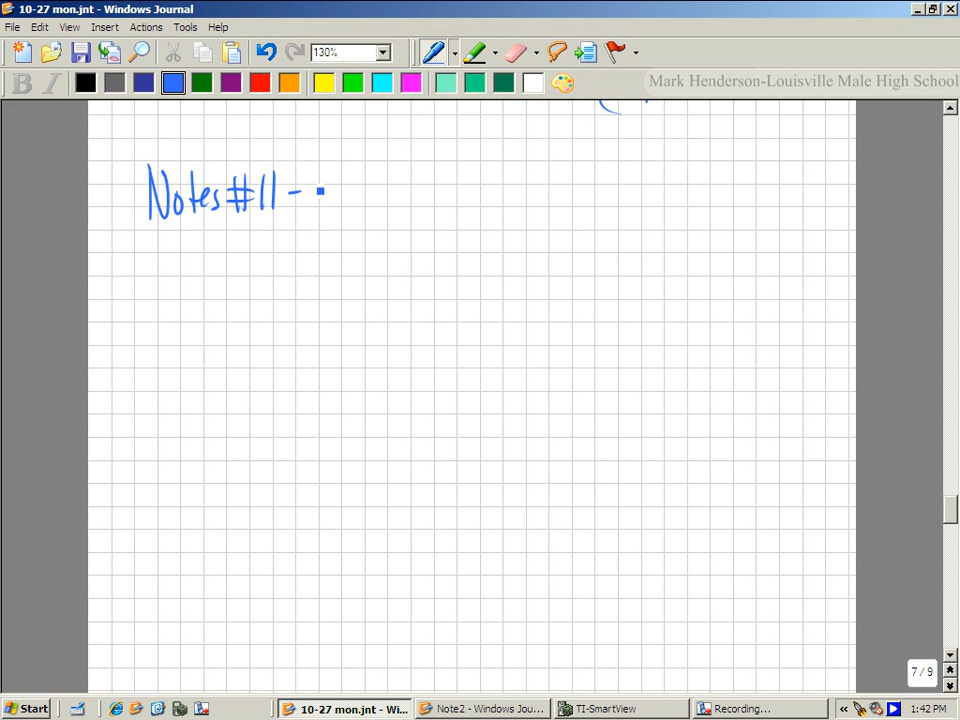 10-27 mon.jnt - Windows Journal
File Edit View Insert Actions Tools Help
130%
B I Mark Henderson-Louisville Male High School
Notes #11 -
7 / 9
Start 10-27 mon.jnt - Wi... Note2 - Windows Jou... TI-SmartView Recording... « 1:42 PM